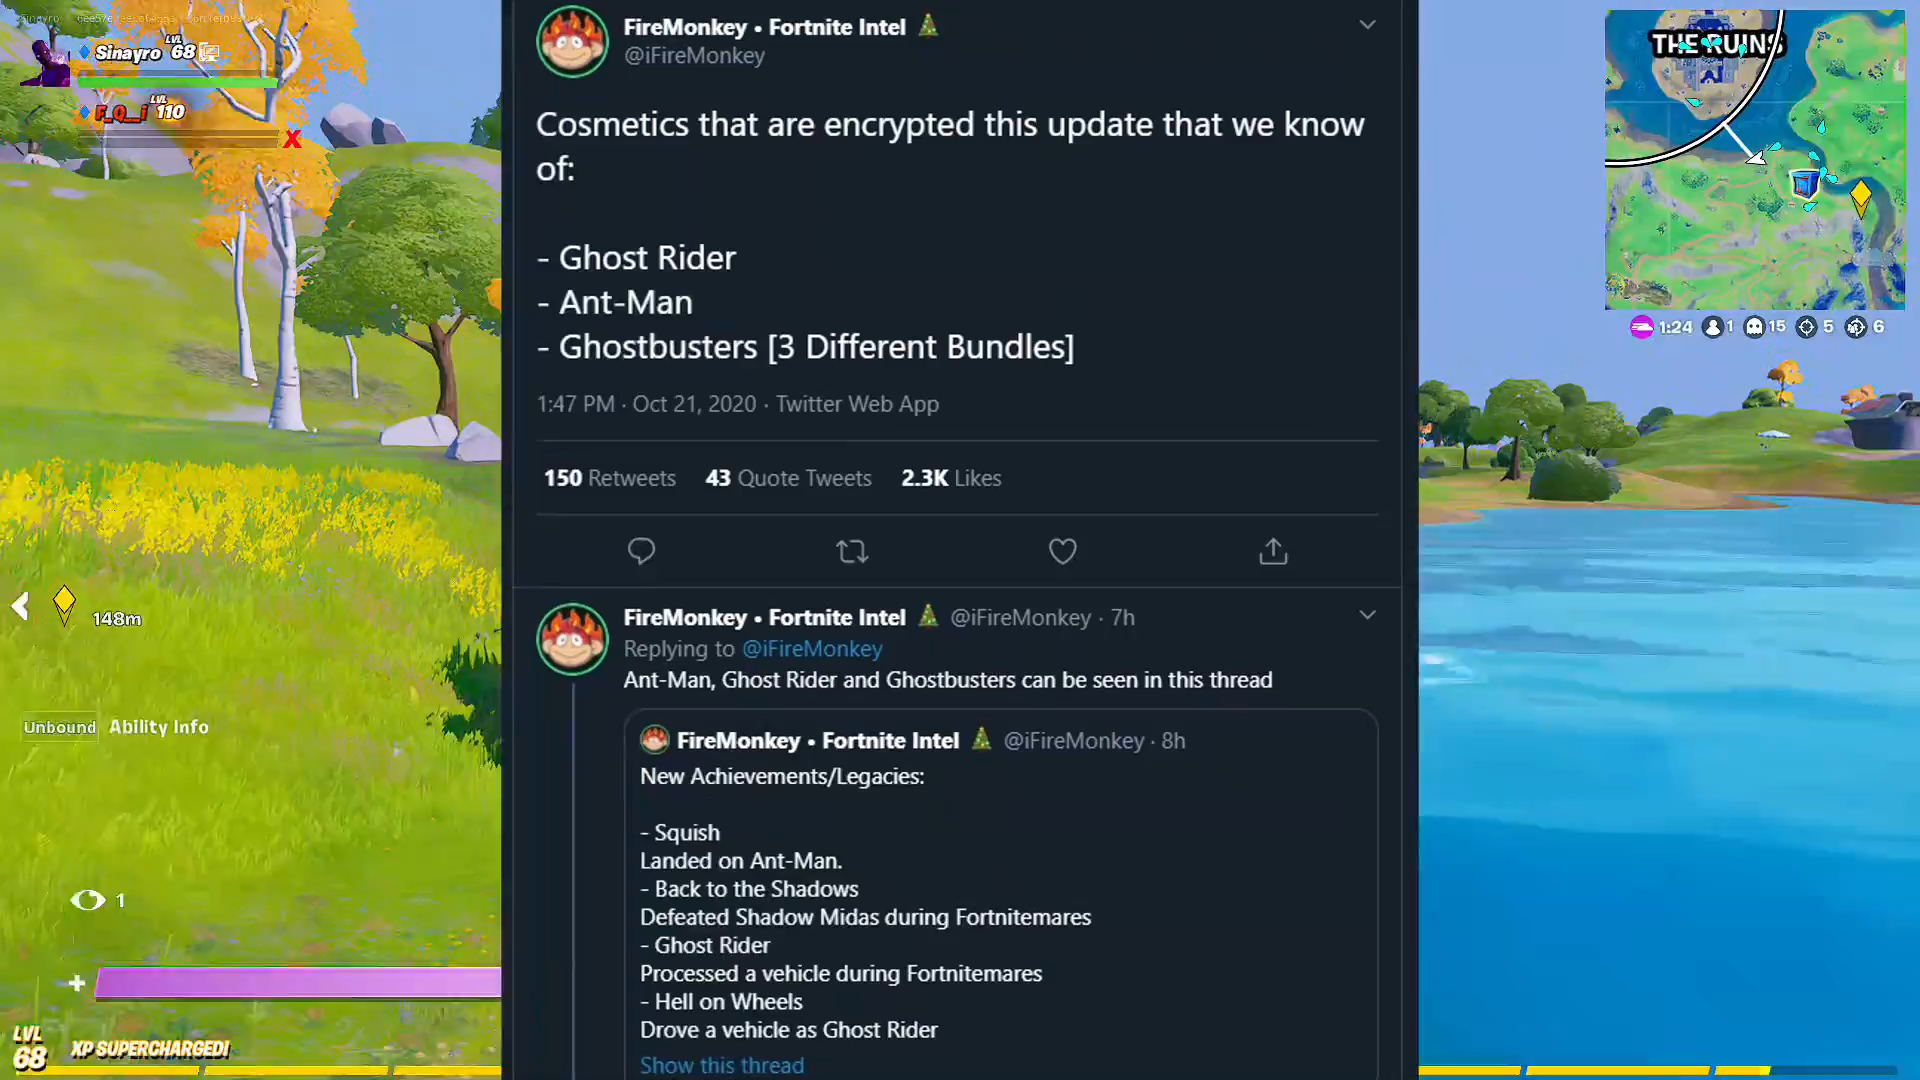 Sinayro LVL 68
F_Q__i LVL 110
THE RUINS
1:24 1 15 5 6
FireMonkey • Fortnite Intel
@iFireMonkey
Cosmetics that are encrypted this update that we know
of:
- Ghost Rider
- Ant-Man
- Ghostbusters [3 Different Bundles]
1:47 PM · Oct 21, 2020 · Twitter Web App
150 Retweets 43 Quote Tweets 2.3K Likes
FireMonkey • Fortnite Intel @iFireMonkey · 7h
Replying to @iFireMonkey
Ant-Man, Ghost Rider and Ghostbusters can be seen in this thread
FireMonkey • Fortnite Intel @iFireMonkey · 8h
New Achievements/Legacies:
- Squish
Landed on Ant-Man.
- Back to the Shadows
Defeated Shadow Midas during Fortnitemares
- Ghost Rider
Processed a vehicle during Fortnitemares
- Hell on Wheels
Drove a vehicle as Ghost Rider
Show this thread
148m
Unbound Ability Info
1
+
LVL
68 XP SUPERCHARGED!